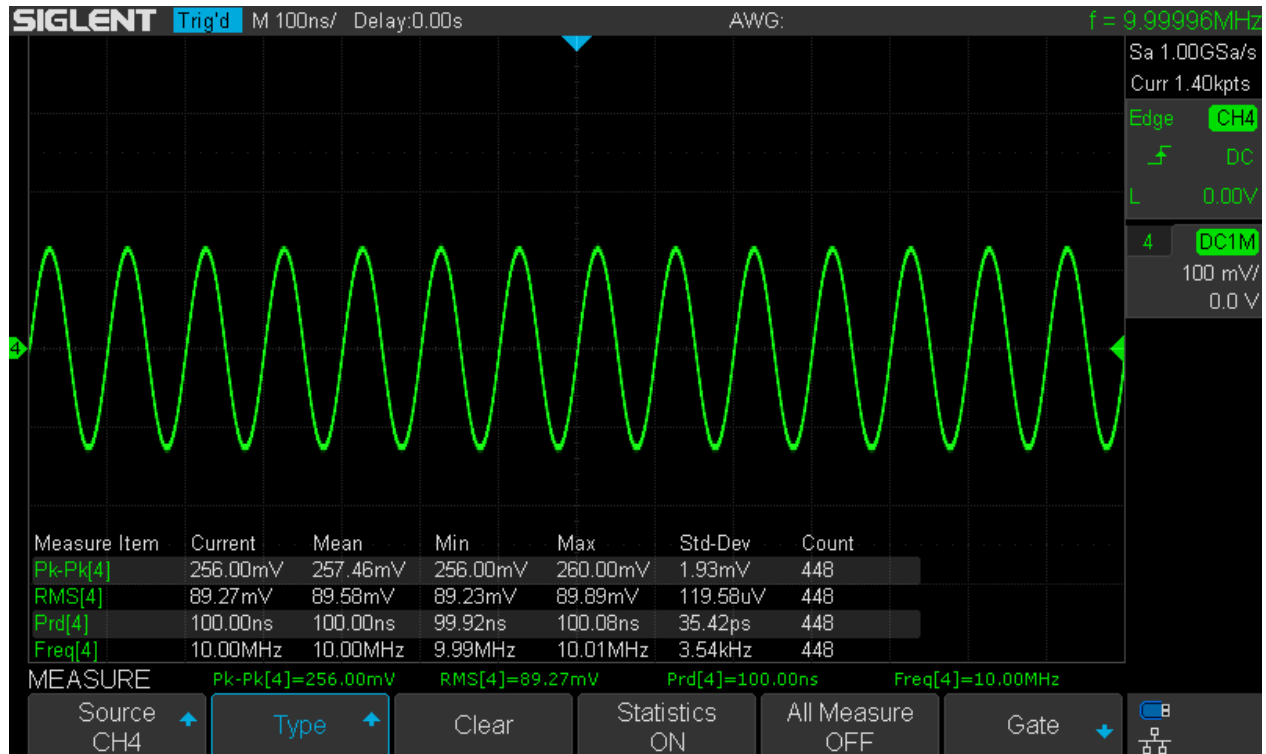 SIGLENT Trig'd M 100ns/ Delay:0.00s AWG: f = 9.99996MHz
Sa 1.00GSa/s
Curr 1.40kpts
Edge CH4
DC
L 0.00V
4 DC1M
100 mV/
0.0 V
4
Measure Item Current Mean Min Max Std-Dev Count
Pk-Pk[4] 256.00mV 257.46mV 256.00mV 260.00mV 1.93mV 448
RMS[4] 89.27mV 89.58mV 89.23mV 89.89mV 119.58uV 448
Prd[4] 100.00ns 100.00ns 99.92ns 100.08ns 35.42ps 448
Freq[4] 10.00MHz 10.00MHz 9.99MHz 10.01MHz 3.54kHz 448
MEASURE Pk-Pk[4]=256.00mV RMS[4]=89.27mV Prd[4]=100.00ns Freq[4]=10.00MHz
Source Type Clear Statistics All Measure Gate
CH4 ON OFF